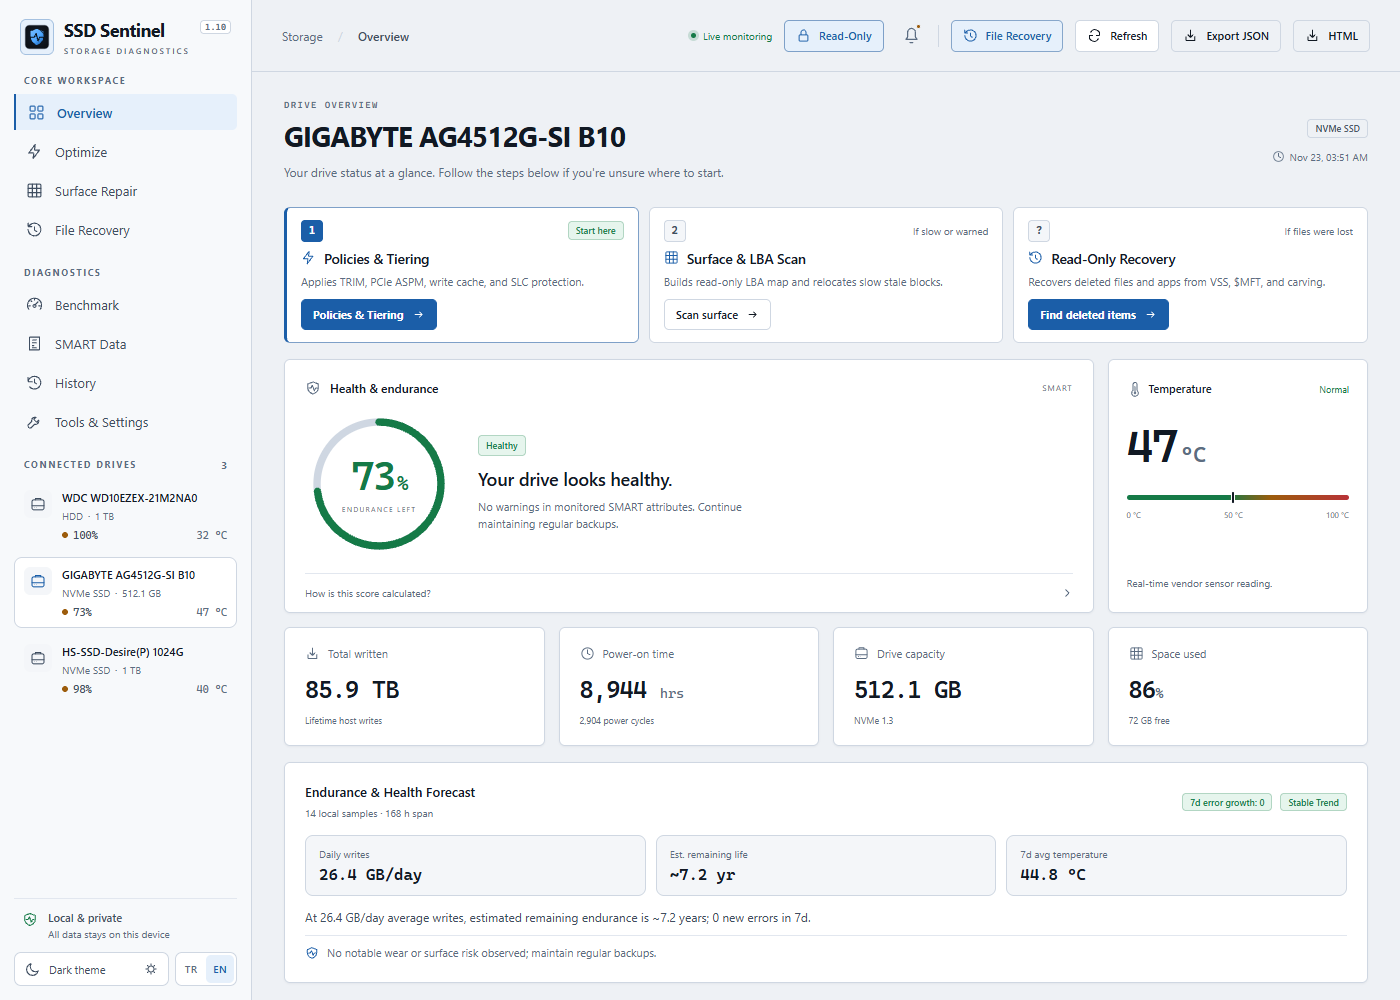 SSD Sentinel
1.10
STORAGE DIAGNOSTICS
CORE WORKSPACE
Overview
Optimize
Surface Repair
File Recovery
DIAGNOSTICS
Benchmark
SMART Data
History
Tools & Settings
CONNECTED DRIVES 3
WDC WD10EZEX-21M2NA0
HDD · 1 TB
100% 32 °C
GIGABYTE AG4512G-SI B10
NVMe SSD · 512.1 GB
73% 47 °C
HS-SSD-Desire(P) 1024G
NVMe SSD · 1 TB
98% 40 °C
Local & private
All data stays on this device
Dark theme
TR EN
Storage / Overview
Live monitoring
Read-Only
File Recovery
Refresh
Export JSON
HTML
DRIVE OVERVIEW
GIGABYTE AG4512G-SI B10
Your drive status at a glance. Follow the steps below if you're unsure where to start.
NVMe SSD
Nov 23, 03:51 AM
1 Start here
Policies & Tiering
Applies TRIM, PCIe ASPM, write cache, and SLC protection.
Policies & Tiering →
2 If slow or warned
Surface & LBA Scan
Builds read-only LBA map and relocates slow stale blocks.
Scan surface →
? If files were lost
Read-Only Recovery
Recovers deleted files and apps from VSS, $MFT, and carving.
Find deleted items →
Health & endurance SMART
73%
ENDURANCE LEFT
Healthy
Your drive looks healthy.
No warnings in monitored SMART attributes. Continue
maintaining regular backups.
How is this score calculated?
Temperature Normal
47 °C
0 °C 50 °C 100 °C
Real-time vendor sensor reading.
Total written
85.9 TB
Lifetime host writes
Power-on time
8,944 hrs
2,904 power cycles
Drive capacity
512.1 GB
NVMe 1.3
Space used
86%
72 GB free
Endurance & Health Forecast
14 local samples · 168 h span
7d error growth: 0
Stable Trend
Daily writes
26.4 GB/day
Est. remaining life
~7.2 yr
7d avg temperature
44.8 °C
At 26.4 GB/day average writes, estimated remaining endurance is ~7.2 years; 0 new errors in 7d.
No notable wear or surface risk observed; maintain regular backups.